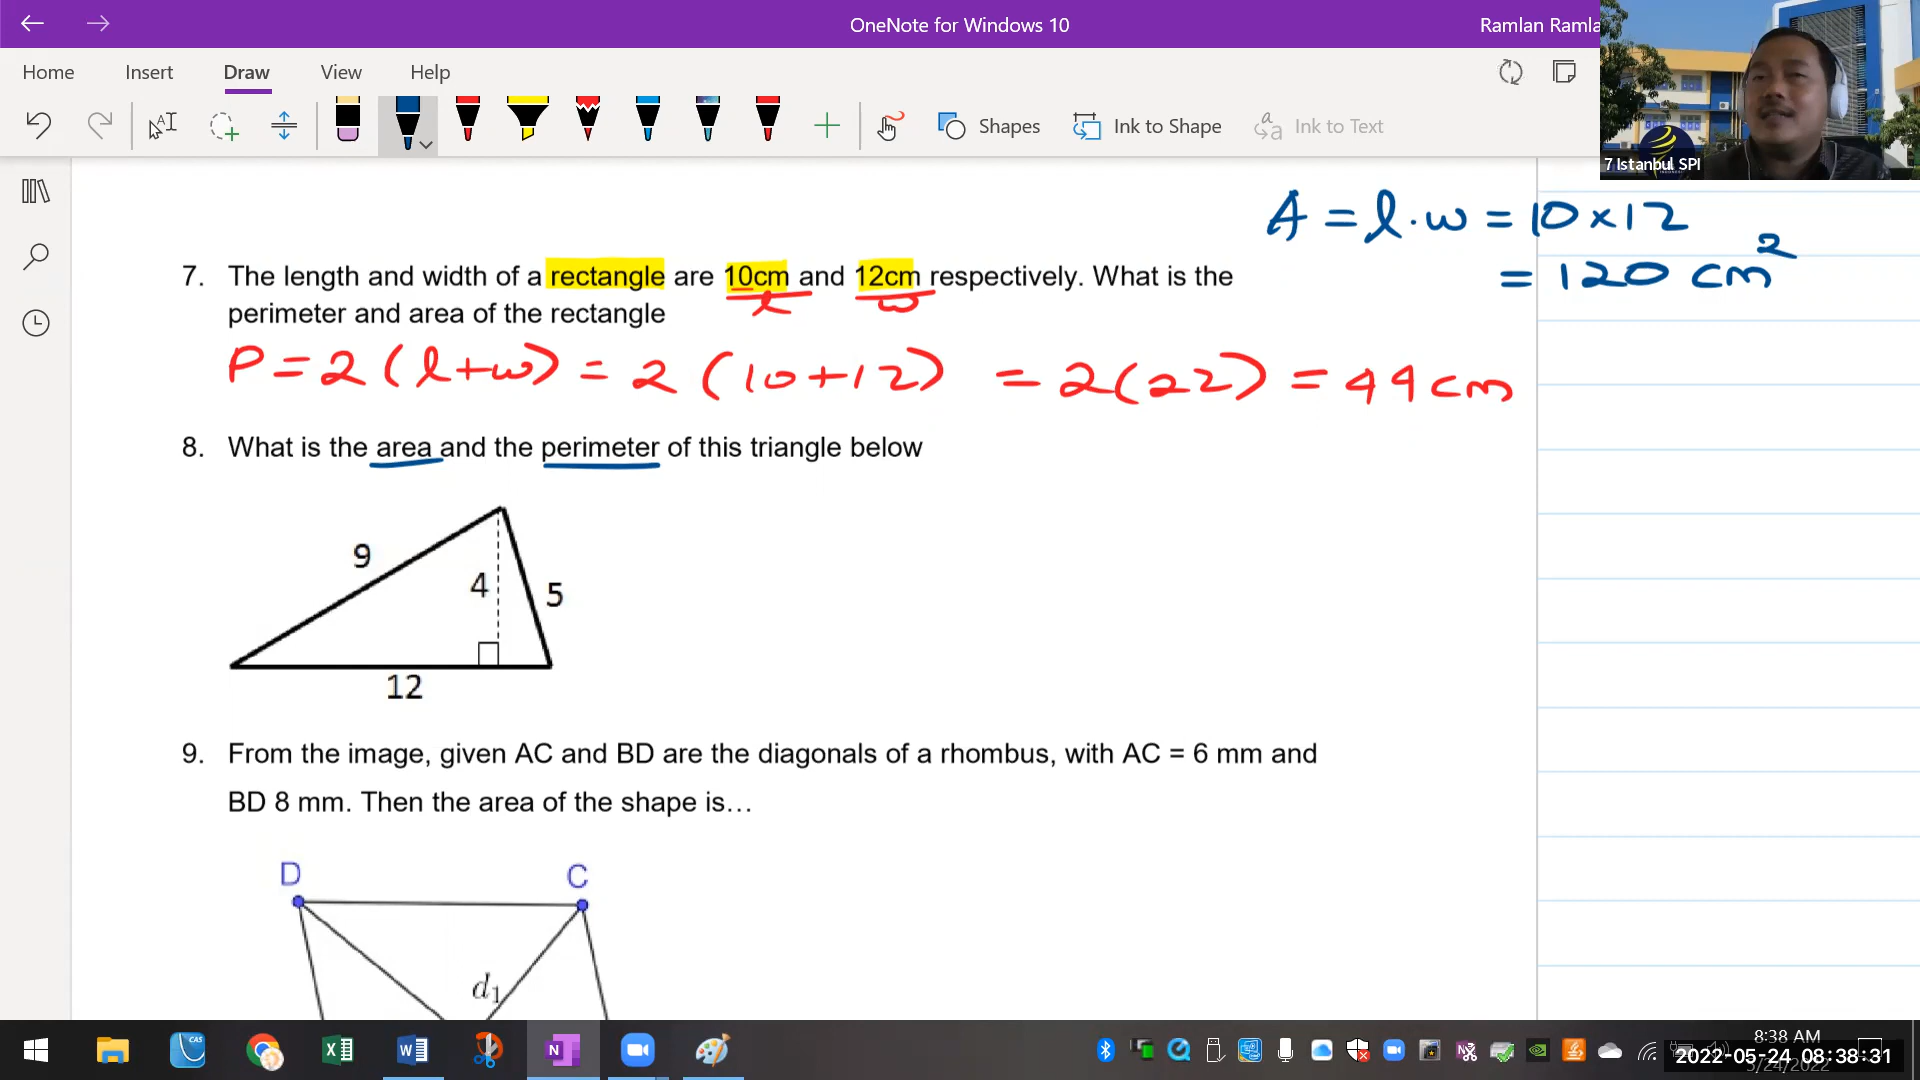 OneNote for Windows 10
Ramlan Ramla
Home Insert Draw View Help
Shapes Ink to Shape Ink to Text
7 Istanbul SPI
A = l · w = 10 x 12
= 120 cm²
7. The length and width of a rectangle are 10cm and 12cm respectively. What is the
l w
perimeter and area of the rectangle
P = 2 ( l + w ) = 2 ( 10 + 12 ) = 2 ( 22 ) = 44 cm
8. What is the area and the perimeter of this triangle below
9
4
5
12
9. From the image, given AC and BD are the diagonals of a rhombus, with AC = 6 mm and
BD 8 mm. Then the area of the shape is…
D C
d₁
CAS
8:38 AM
2022-05-24 08:38:31
5/24/2022